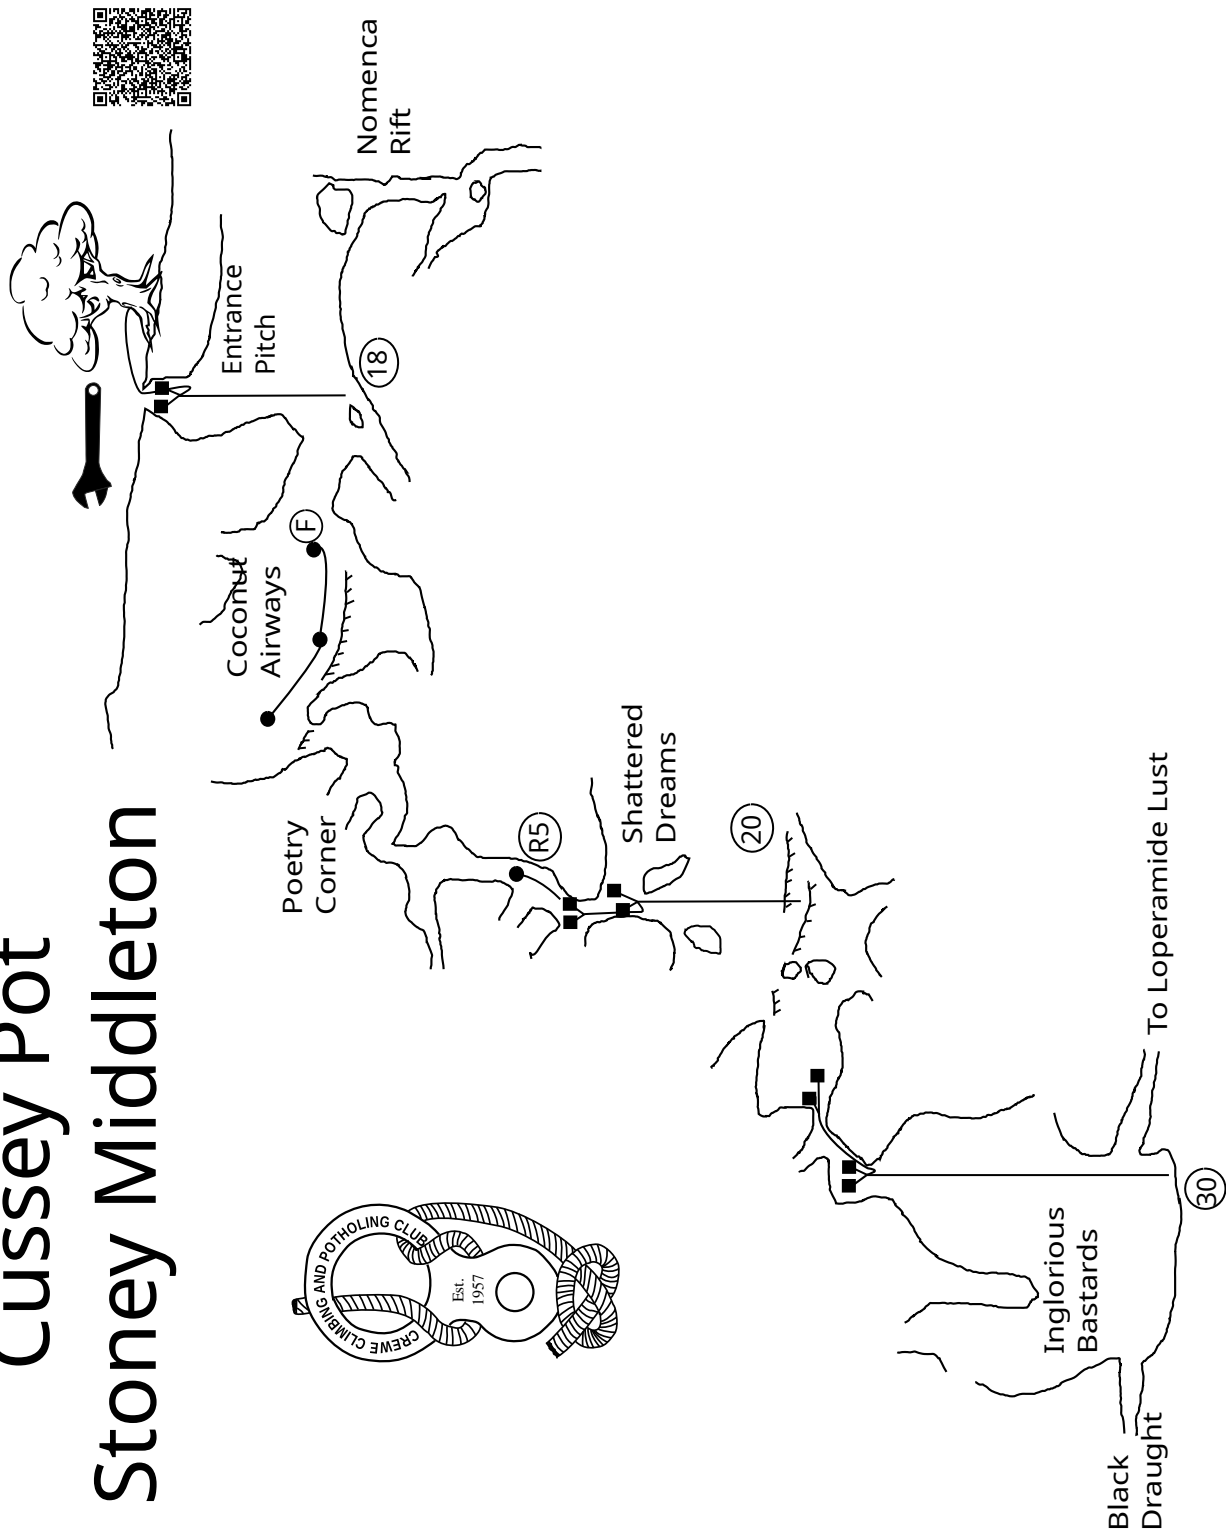 Cussey Pot
Stoney Middleton
Entrance
Pitch
18
Nomenca
Rift
Coconut
Airways
F
Poetry
Corner
R5
Shattered
Dreams
20
CREWE CLIMBING AND POTHOLING CLUB
Est.
1957
Inglorious
Bastards
30
To Loperamide Lust
Black
Draught